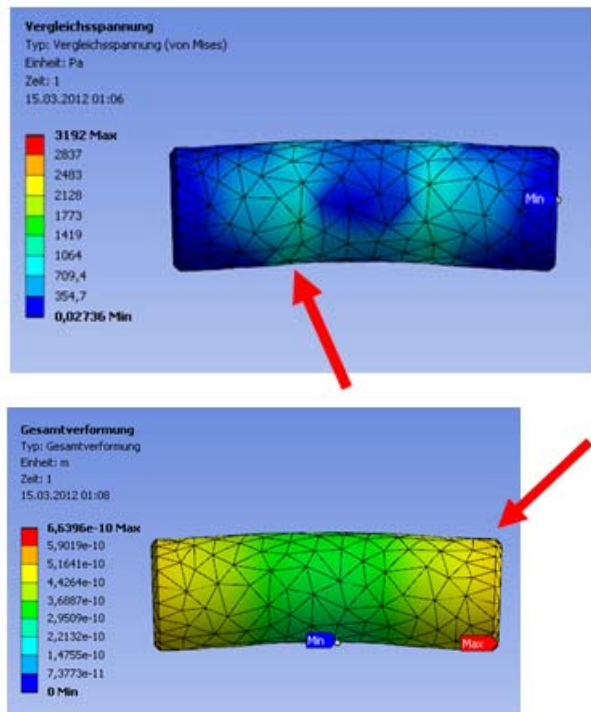 Vergleichsspannung
Typ: Vergleichsspannung (von Mises)
Einheit: Pa
Zeit: 1
15.03.2012 01:06
3192 Max
2837
2483
2128
1773
1419
1064
709,4
354,7
0,02736 Min
Min
Gesamtverformung
Typ: Gesamtverformung
Einheit: m
Zeit: 1
15.03.2012 01:08
6,6396e-10 Max
5,9019e-10
5,1641e-10
4,4264e-10
3,6887e-10
2,9509e-10
2,2132e-10
1,4755e-10
7,3773e-11
0 Min
Min
Max